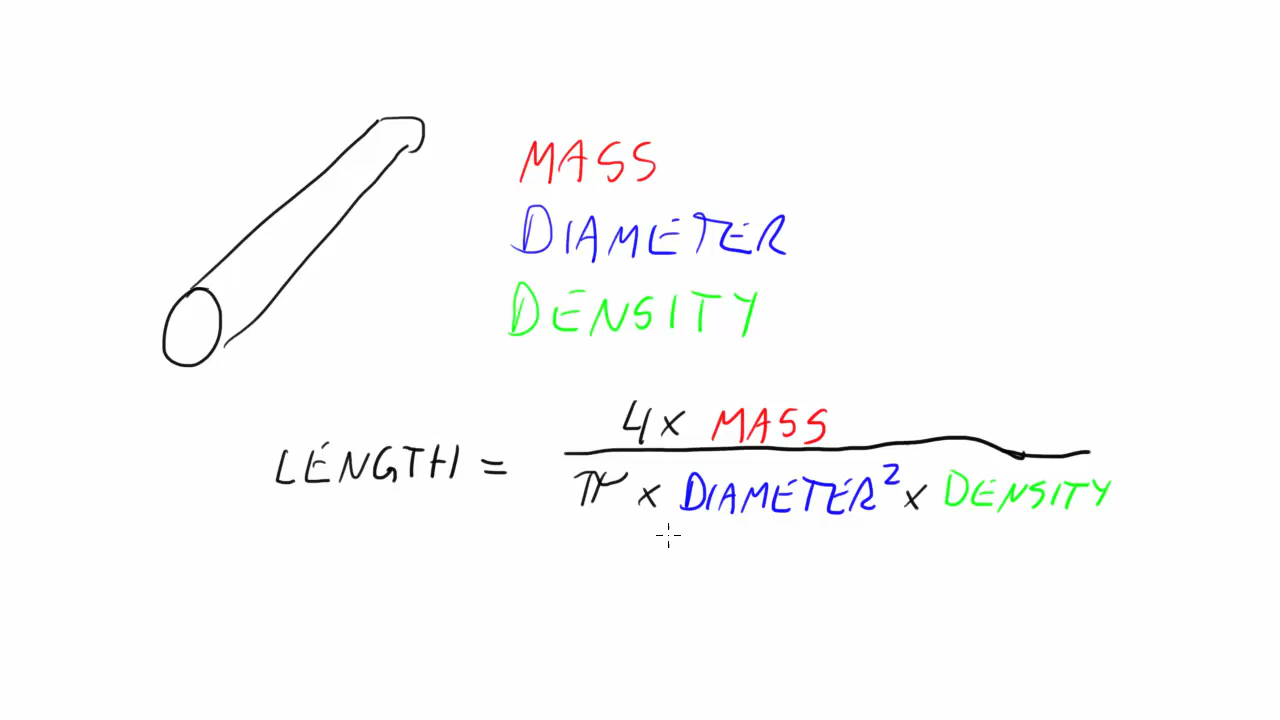 MASS
DIAMETER
DENSITY
4 x MASS
LENGTH =
π x DIAMETER² x DENSITY